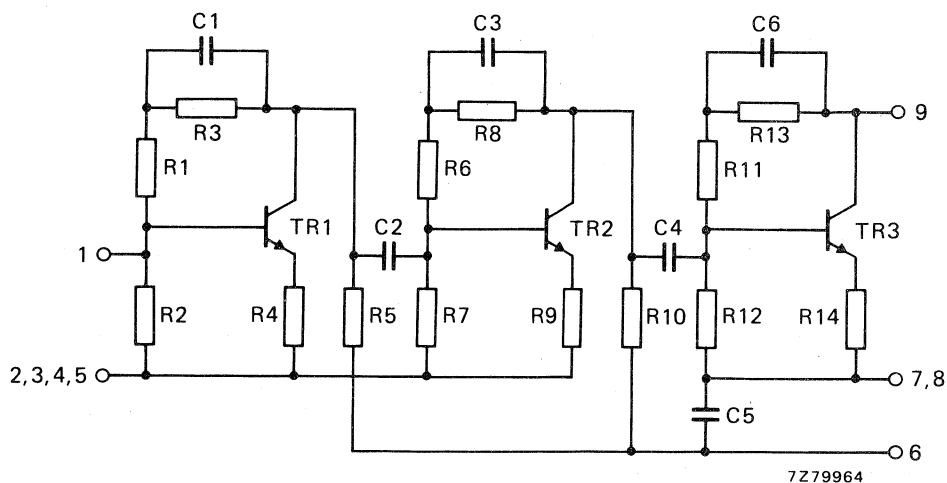 C1
C3
C6
R3
R8
R13
9
R1
R6
R11
TR1
C2
TR2
C4
TR3
1
R2
R4
R5
R7
R9
R10
R12
R14
2,3,4,5
7,8
C5
6
7Z79964